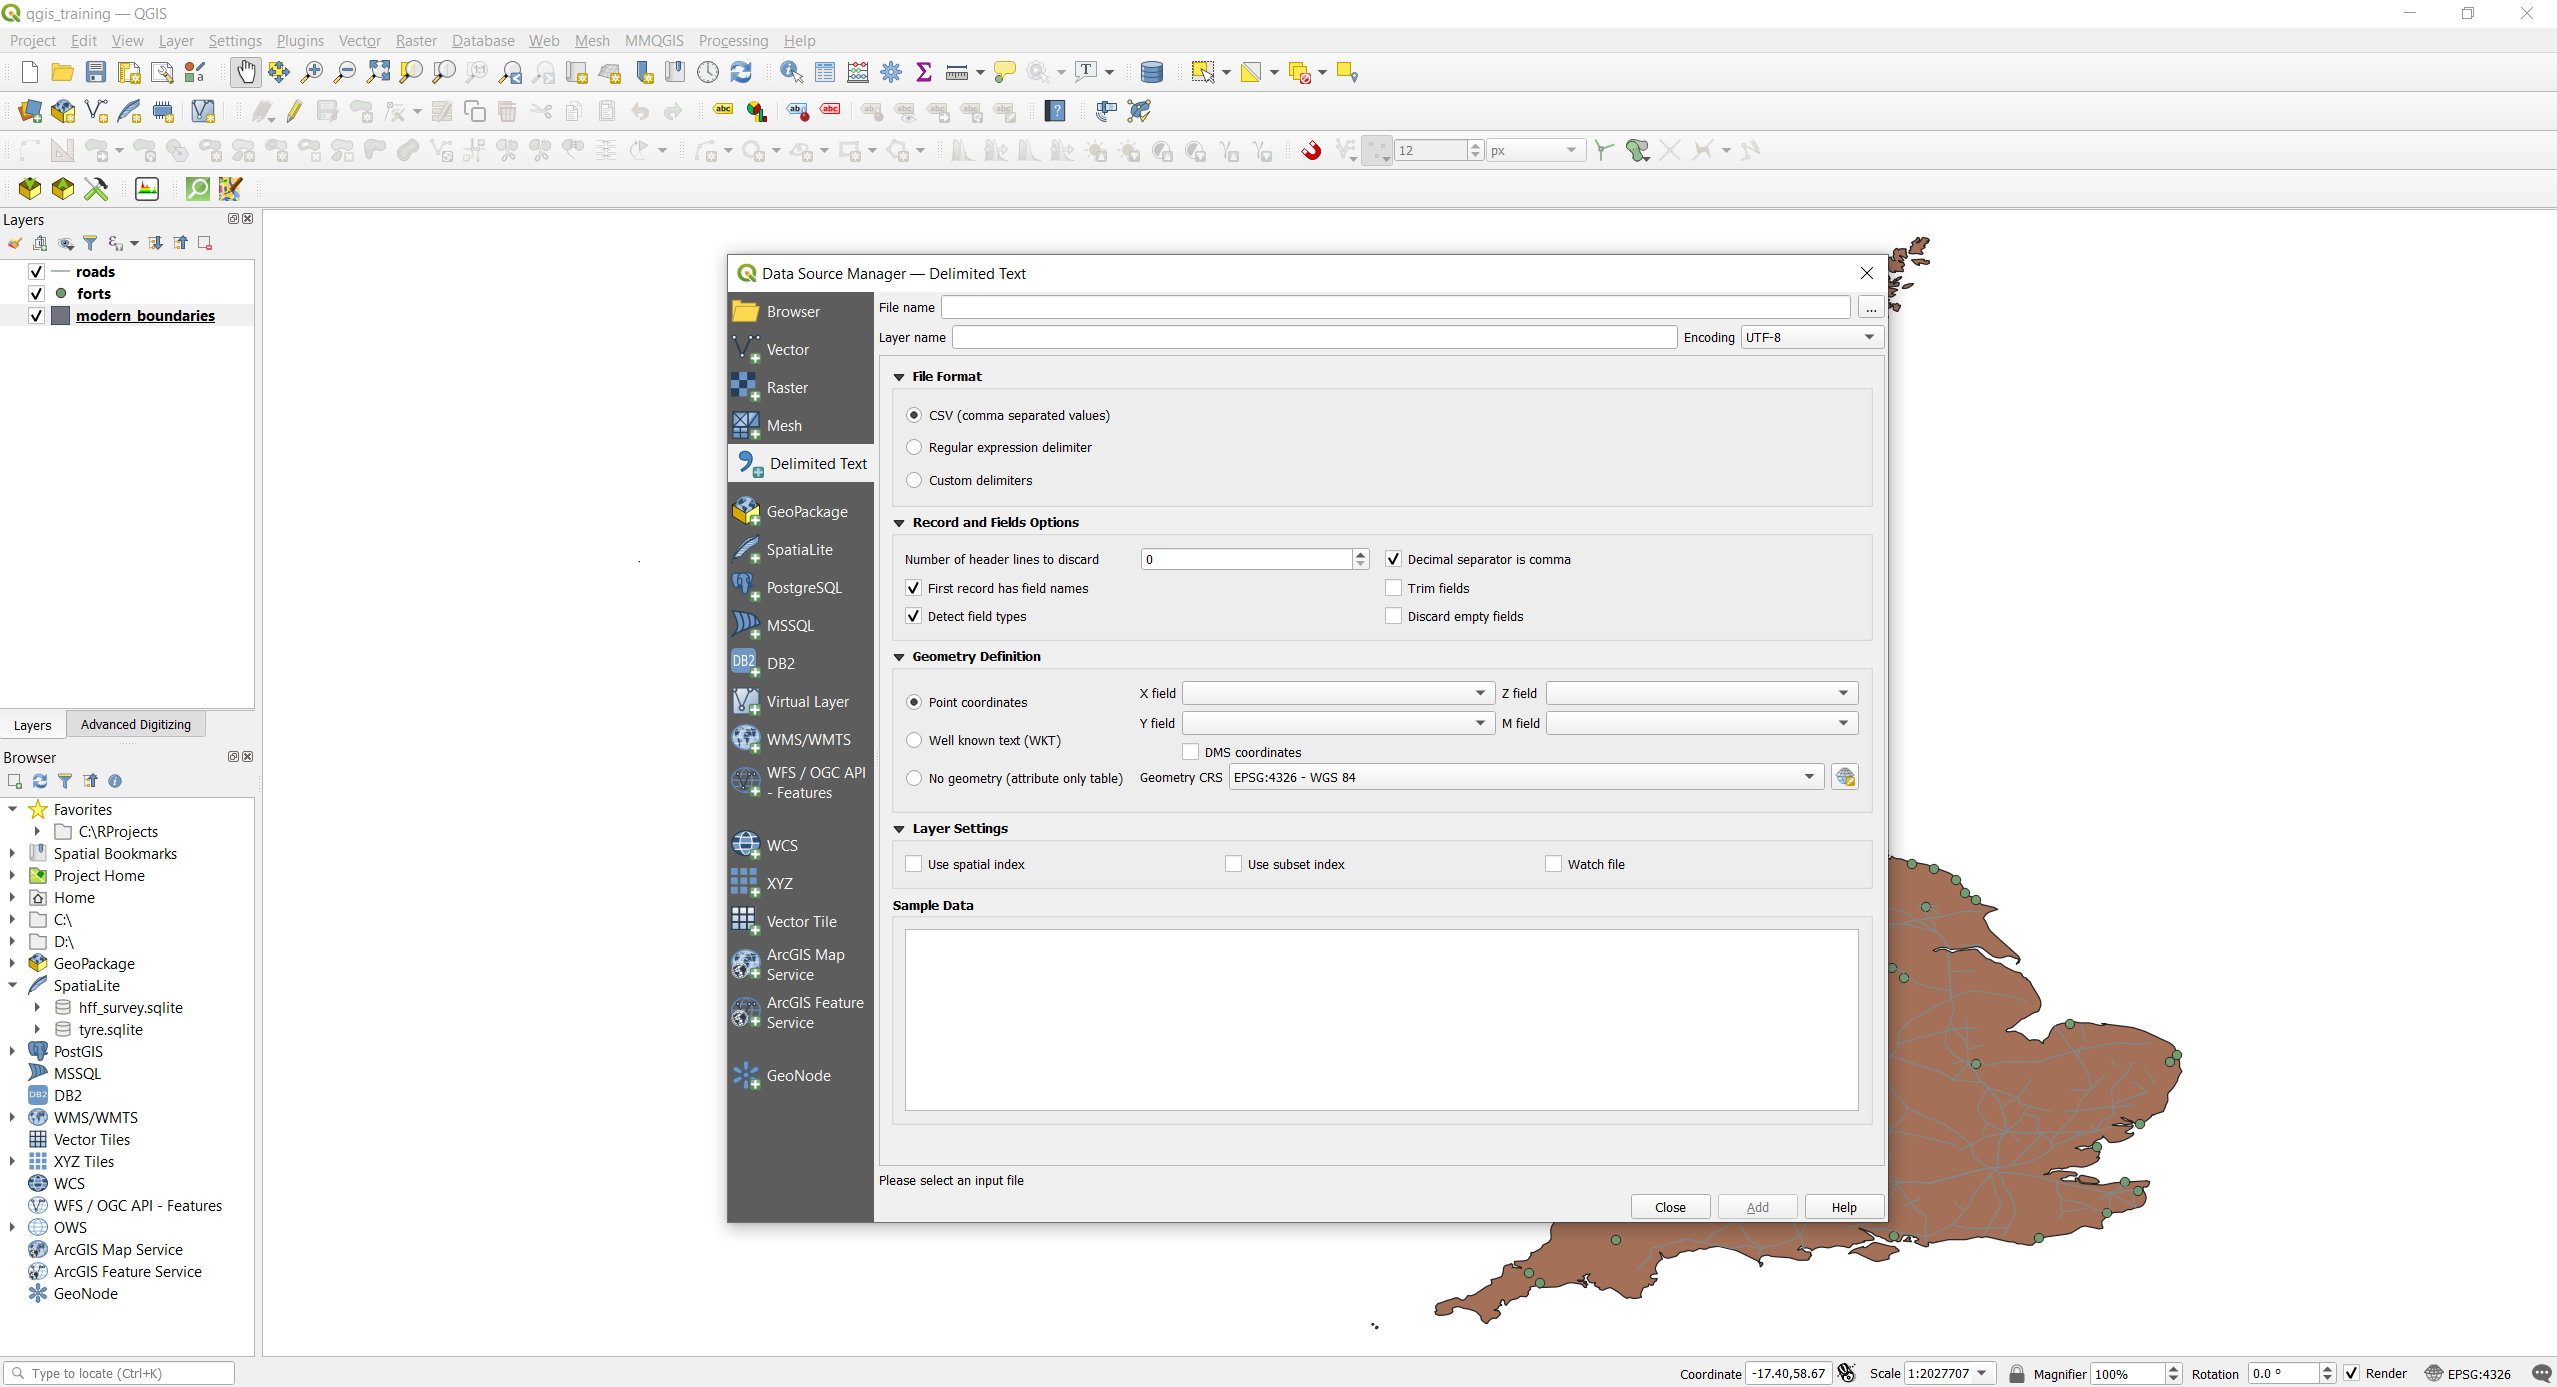 qgis_training — QGIS
Project Edit View Layer Settings Plugins Vector Raster Database Web Mesh MMQGIS Processing Help
12 px
Layers
roads
forts
modern_boundaries
Layers Advanced Digitizing
Browser
Favorites
C:\RProjects
Spatial Bookmarks
Project Home
Home
C:\
D:\
GeoPackage
SpatiaLite
hff_survey.sqlite
tyre.sqlite
PostGIS
MSSQL
DB2
WMS/WMTS
Vector Tiles
XYZ Tiles
WCS
WFS / OGC API - Features
OWS
ArcGIS Map Service
ArcGIS Feature Service
GeoNode
Data Source Manager — Delimited Text
Browser
Vector
Raster
Mesh
Delimited Text
GeoPackage
SpatiaLite
PostgreSQL
MSSQL
DB2
Virtual Layer
WMS/WMTS
WFS / OGC API
- Features
WCS
XYZ
Vector Tile
ArcGIS Map
Service
ArcGIS Feature
Service
GeoNode
File name ...
Layer name Encoding UTF-8
File Format
CSV (comma separated values)
Regular expression delimiter
Custom delimiters
Record and Fields Options
Number of header lines to discard 0 Decimal separator is comma
First record has field names Trim fields
Detect field types Discard empty fields
Geometry Definition
Point coordinates X field Z field
Y field M field
Well known text (WKT)
DMS coordinates
No geometry (attribute only table) Geometry CRS EPSG:4326 - WGS 84
Layer Settings
Use spatial index Use subset index Watch file
Sample Data
Please select an input file
Close Add Help
Type to locate (Ctrl+K) Coordinate -17.40,58.67 Scale 1:2027707 Magnifier 100% Rotation 0.0 ° Render EPSG:4326